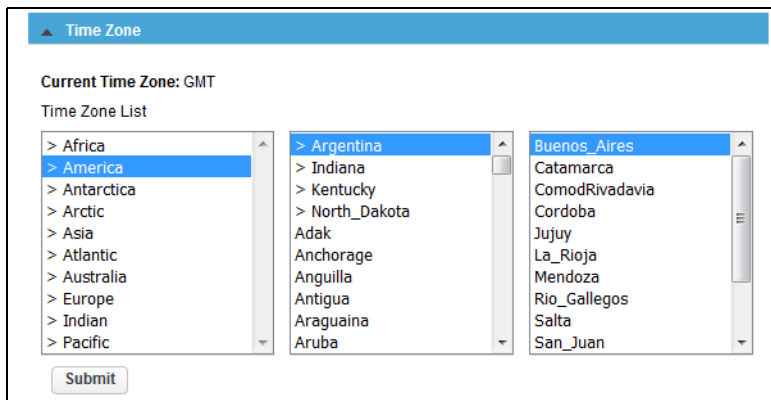 Time Zone
Current Time Zone: GMT
Time Zone List
> Africa
> America
> Antarctica
> Arctic
> Asia
> Atlantic
> Australia
> Europe
> Indian
> Pacific
> Argentina
> Indiana
> Kentucky
> North_Dakota
Adak
Anchorage
Anguilla
Antigua
Araguaina
Aruba
Buenos_Aires
Catamarca
ComodRivadavia
Cordoba
Jujuy
La_Rioja
Mendoza
Rio_Gallegos
Salta
San_Juan
Submit